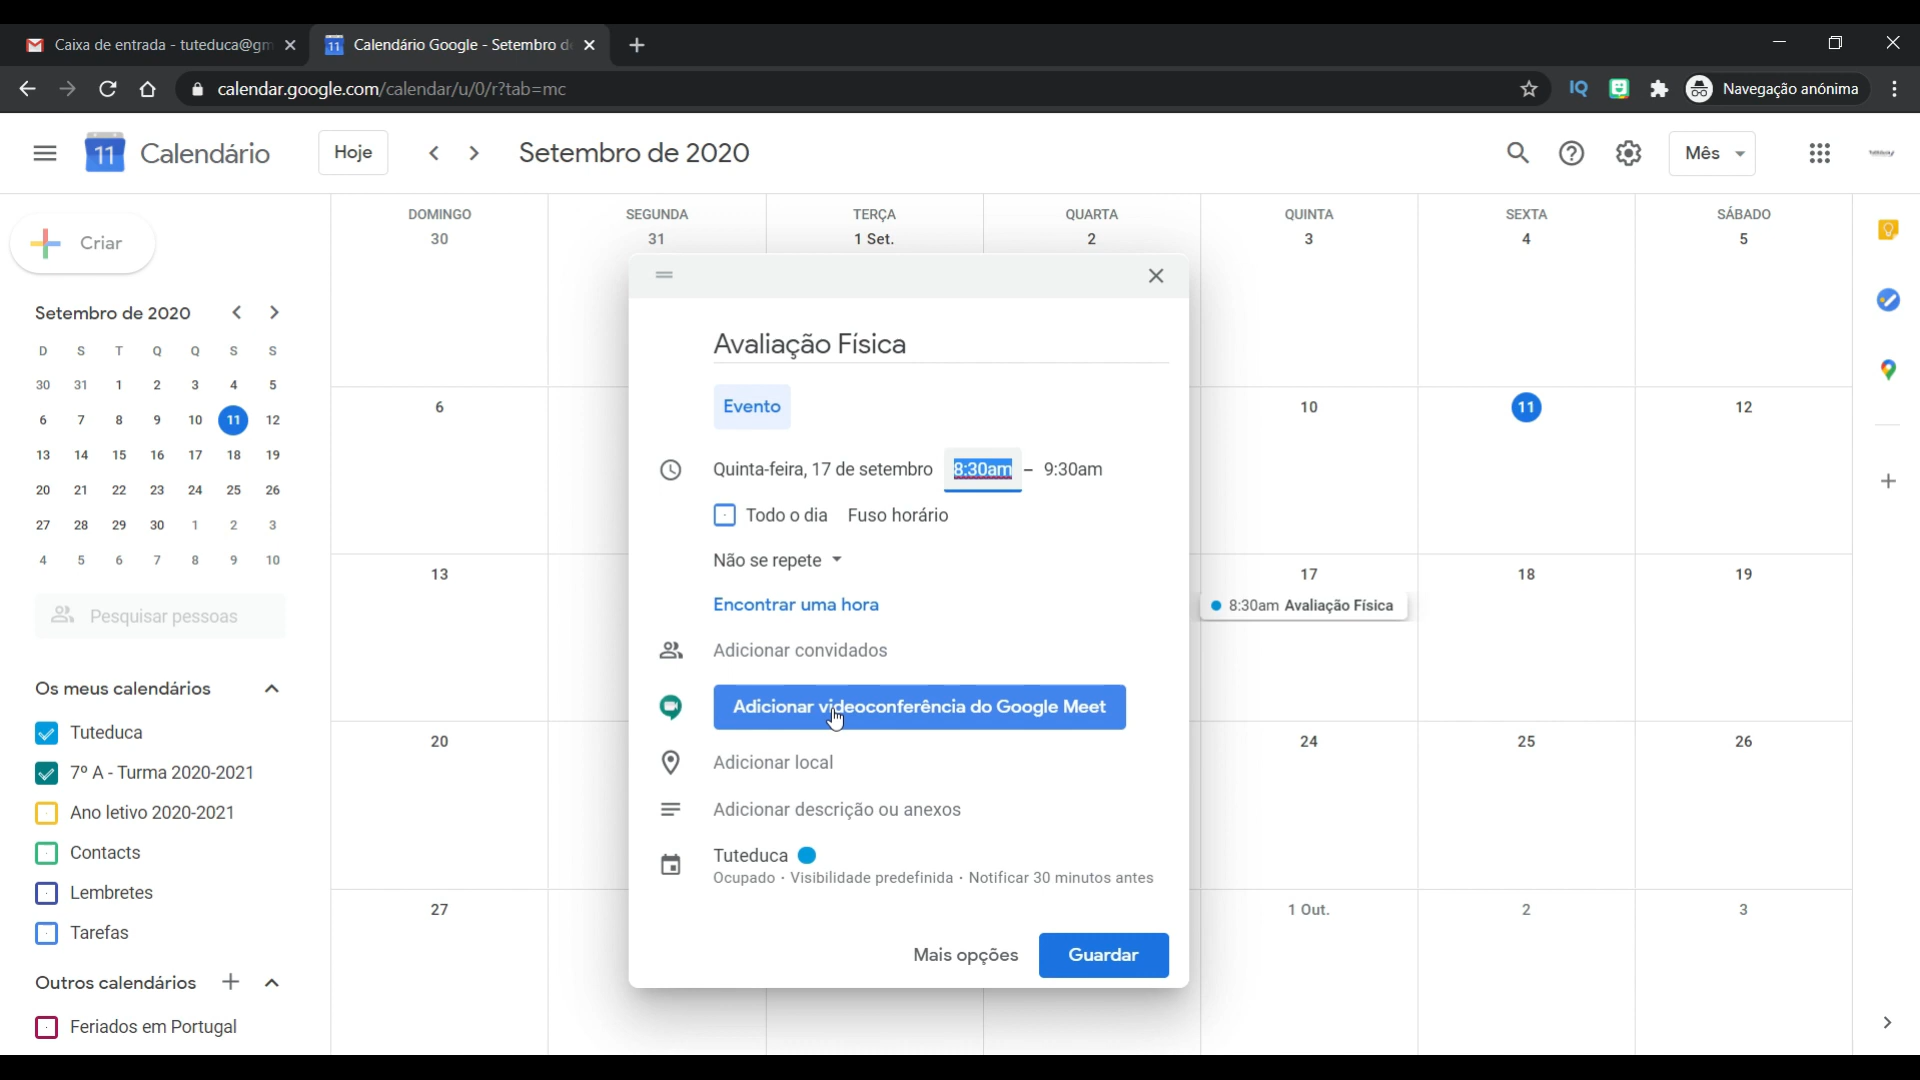 Caixa de entrada - tuteduca@gm
11 Calendário Google - Setembro d
calendar.google.com/calendar/u/0/r?tab=mc
IQ
Navegação anónima
11 Calendário
Hoje
Setembro de 2020
Mês
Criar
Setembro de 2020
D S T Q Q S S
30 31 1 2 3 4 5
6 7 8 9 10 11 12
13 14 15 16 17 18 19
20 21 22 23 24 25 26
27 28 29 30 1 2 3
4 5 6 7 8 9 10
Pesquisar pessoas
Os meus calendários
Tuteduca
7º A - Turma 2020-2021
Ano letivo 2020-2021
Contacts
Lembretes
Tarefas
Outros calendários
Feriados em Portugal
DOMINGO SEGUNDA TERÇA QUARTA QUINTA SEXTA SÁBADO
30 31 1 Set. 2 3 4 5
6 10 11 12
13 17 18 19
8:30am Avaliação Física
20 24 25 26
27 1 Out. 2 3
Avaliação Física
Evento
Quinta-feira, 17 de setembro 8:30am – 9:30am
Todo o dia Fuso horário
Não se repete
Encontrar uma hora
Adicionar convidados
Adicionar videoconferência do Google Meet
Adicionar local
Adicionar descrição ou anexos
Tuteduca
Ocupado · Visibilidade predefinida · Notificar 30 minutos antes
Mais opções Guardar